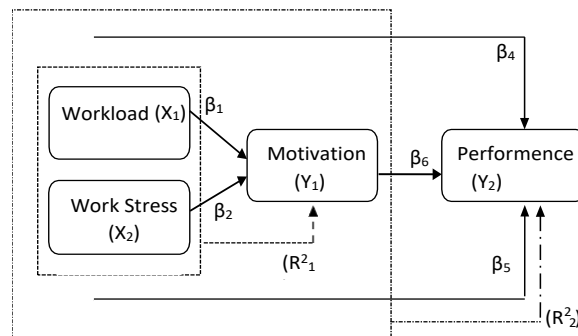 β₄
Workload (X₁)
β₁
Motivation
(Y₁)
β₆
Performence
(Y₂)
Work Stress
(X₂)
β₂
(R²₁
β₅
(R²₂)